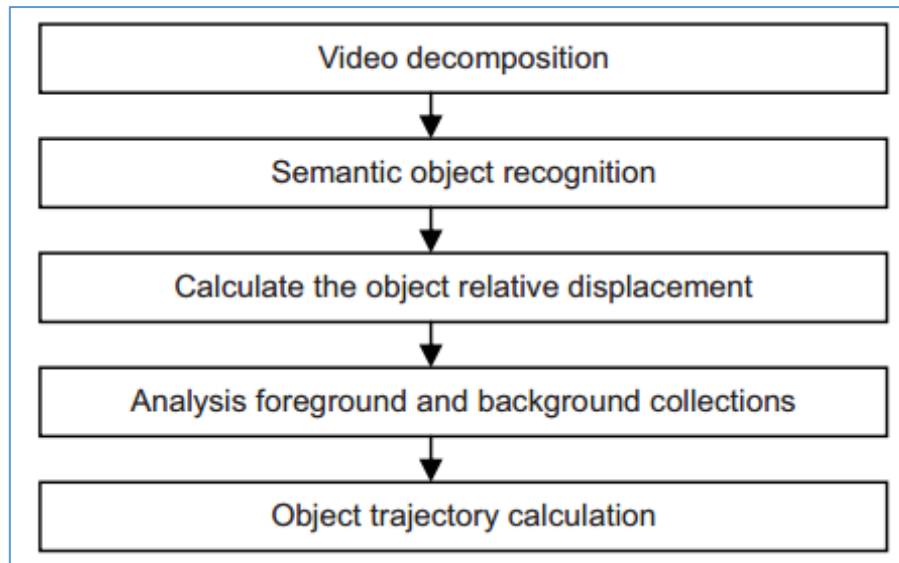 Video decomposition
Semantic object recognition
Calculate the object relative displacement
Analysis foreground and background collections
Object trajectory calculation